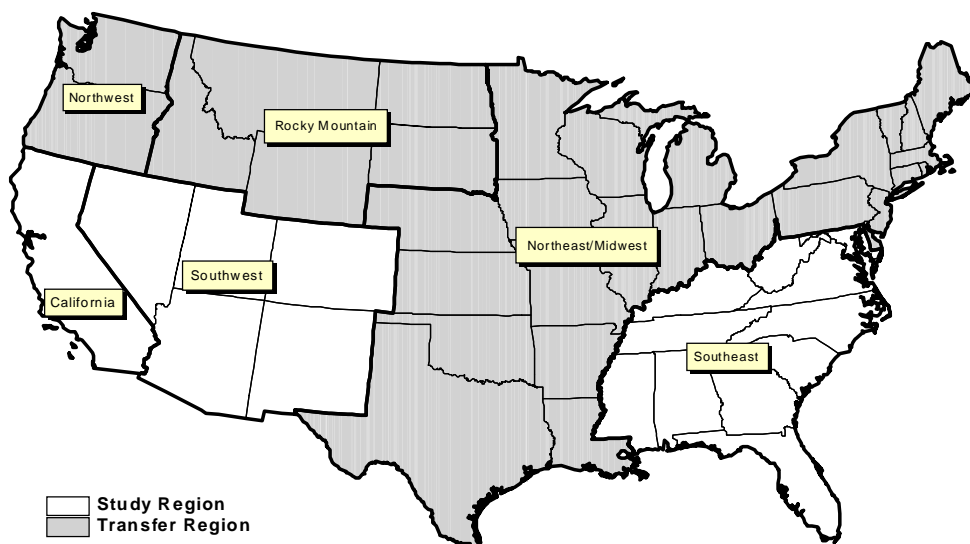 Northwest
Rocky Mountain
Northeast/Midwest
Southwest
California
Southeast
Study Region
Transfer Region